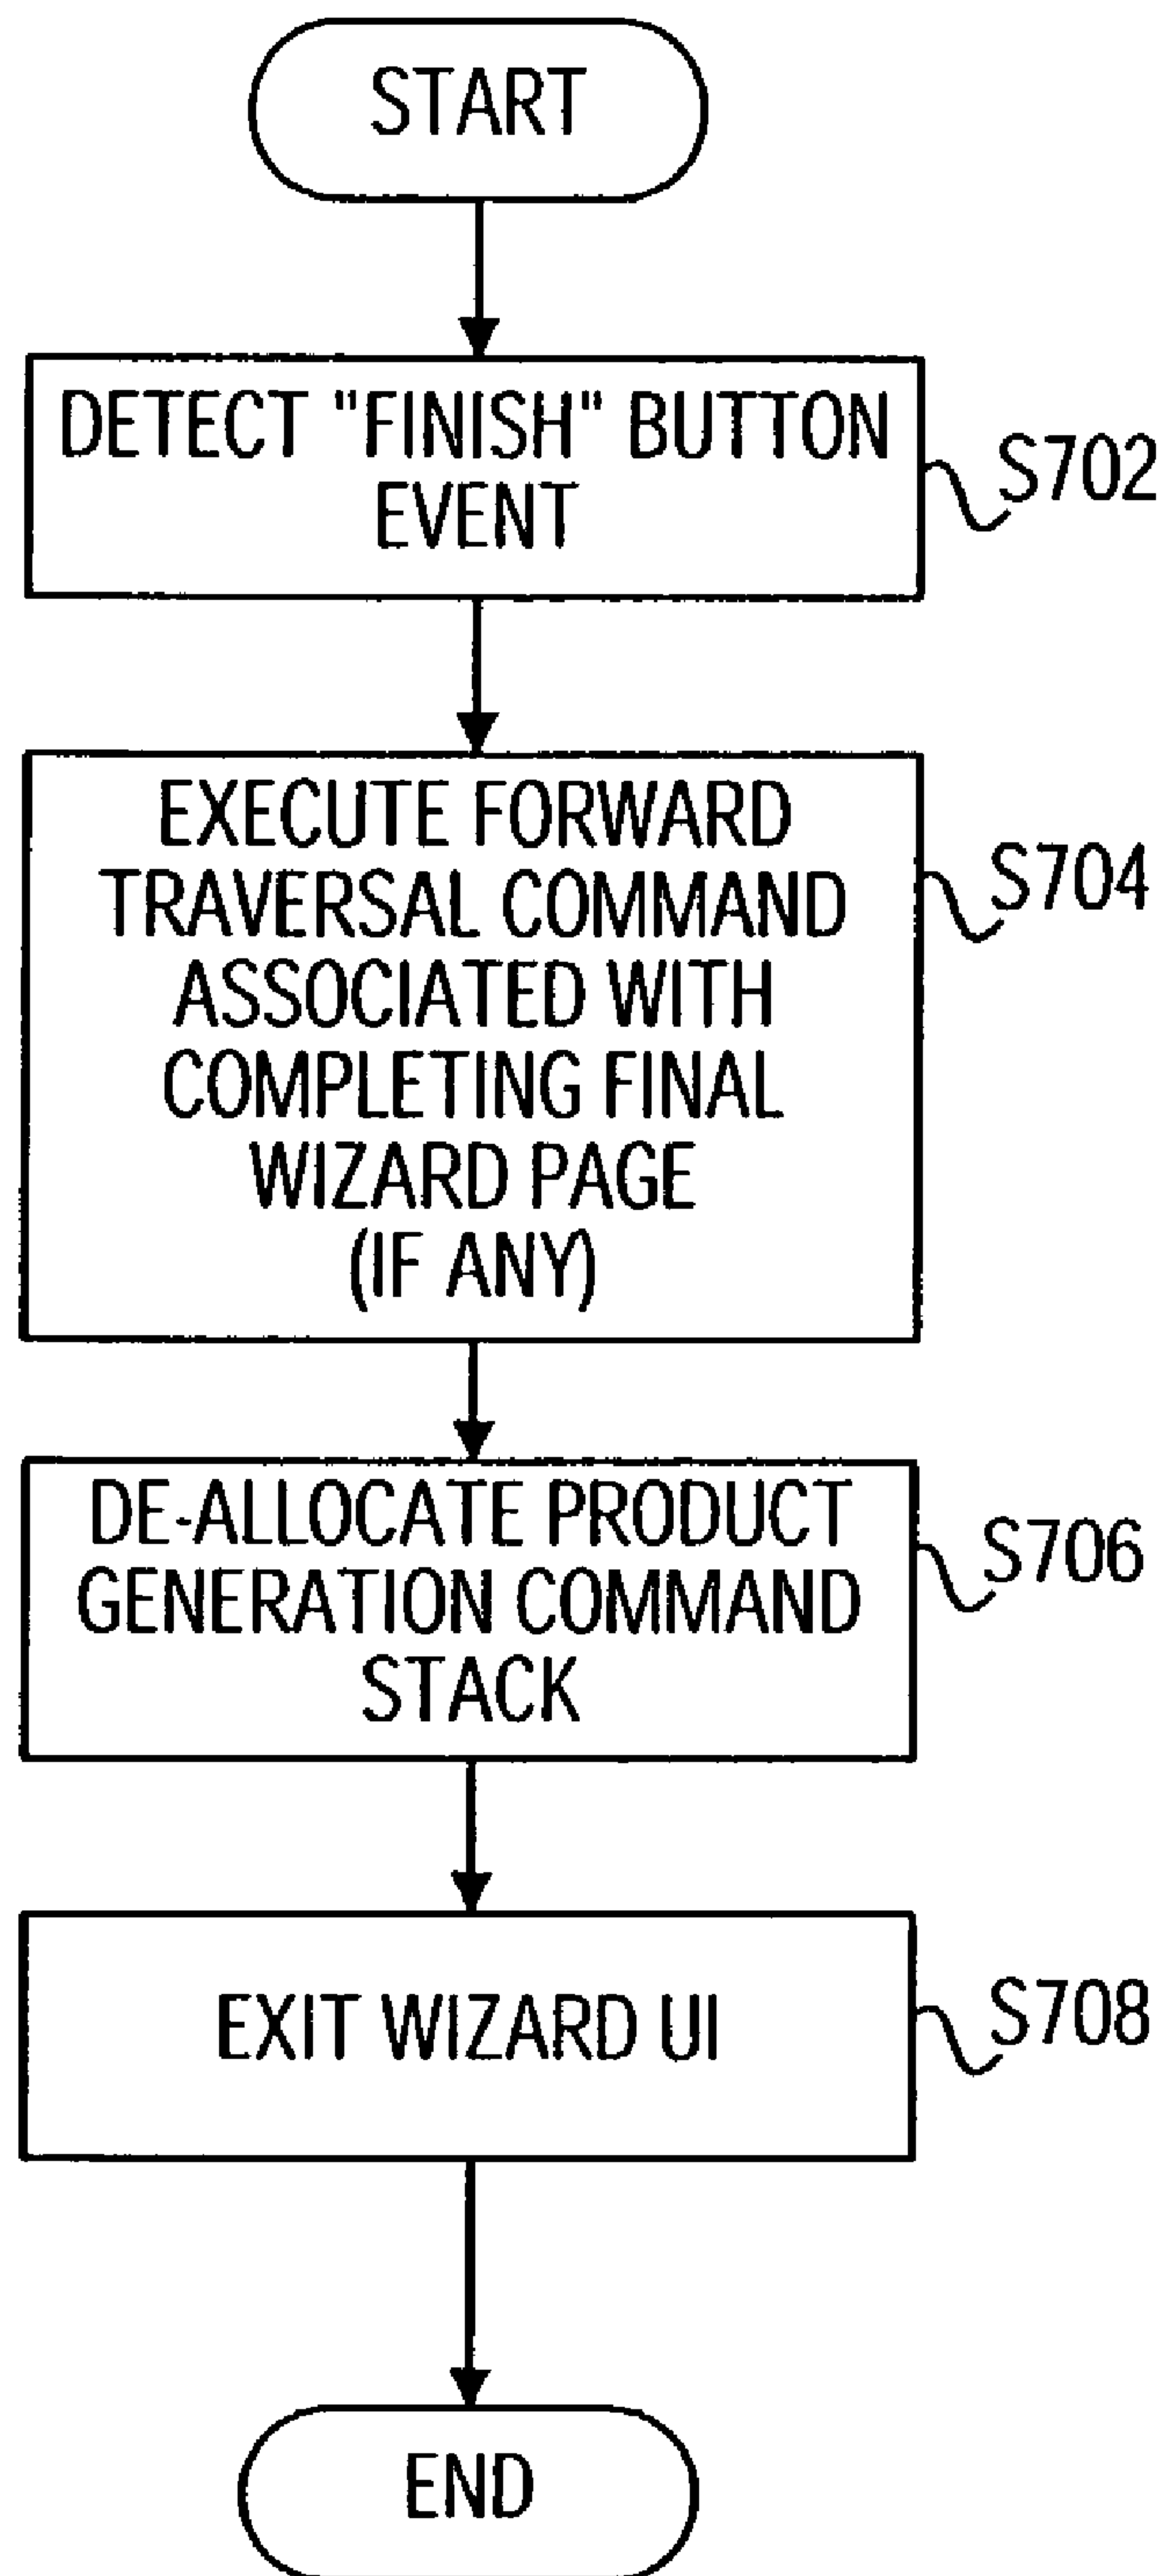 START
DETECT "FINISH" BUTTON
EVENT
S702
EXECUTE FORWARD
TRAVERSAL COMMAND
ASSOCIATED WITH
COMPLETING FINAL
WIZARD PAGE
(IF ANY)
S704
DE-ALLOCATE PRODUCT
GENERATION COMMAND
STACK
S706
EXIT WIZARD UI
S708
END